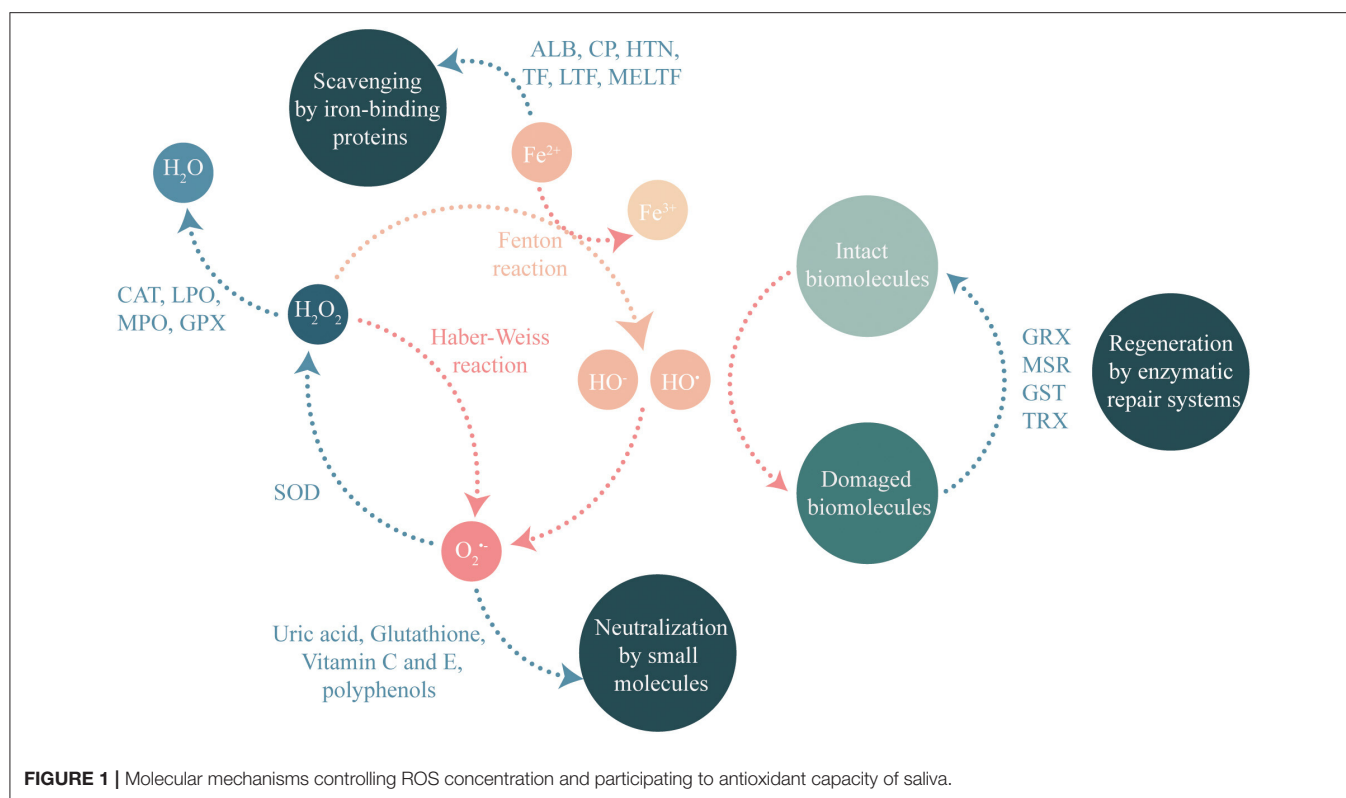 ALB, CP, HTN,
TF, LTF, MELTF
Scavenging
by iron-binding
proteins
Fe²⁺
H₂O
Fe³⁺
Fenton
reaction
Intact
biomolecules
CAT, LPO,
MPO, GPX
H₂O₂
Haber-Weiss
reaction
HO⁻
HO•
GRX
MSR
GST
TRX
Regeneration
by enzymatic
repair systems
Domaged
biomolecules
SOD
O₂•⁻
Uric acid, Glutathione,
Vitamin C and E,
polyphenols
Neutralization
by small
molecules
FIGURE 1 | Molecular mechanisms controlling ROS concentration and participating to antioxidant capacity of saliva.